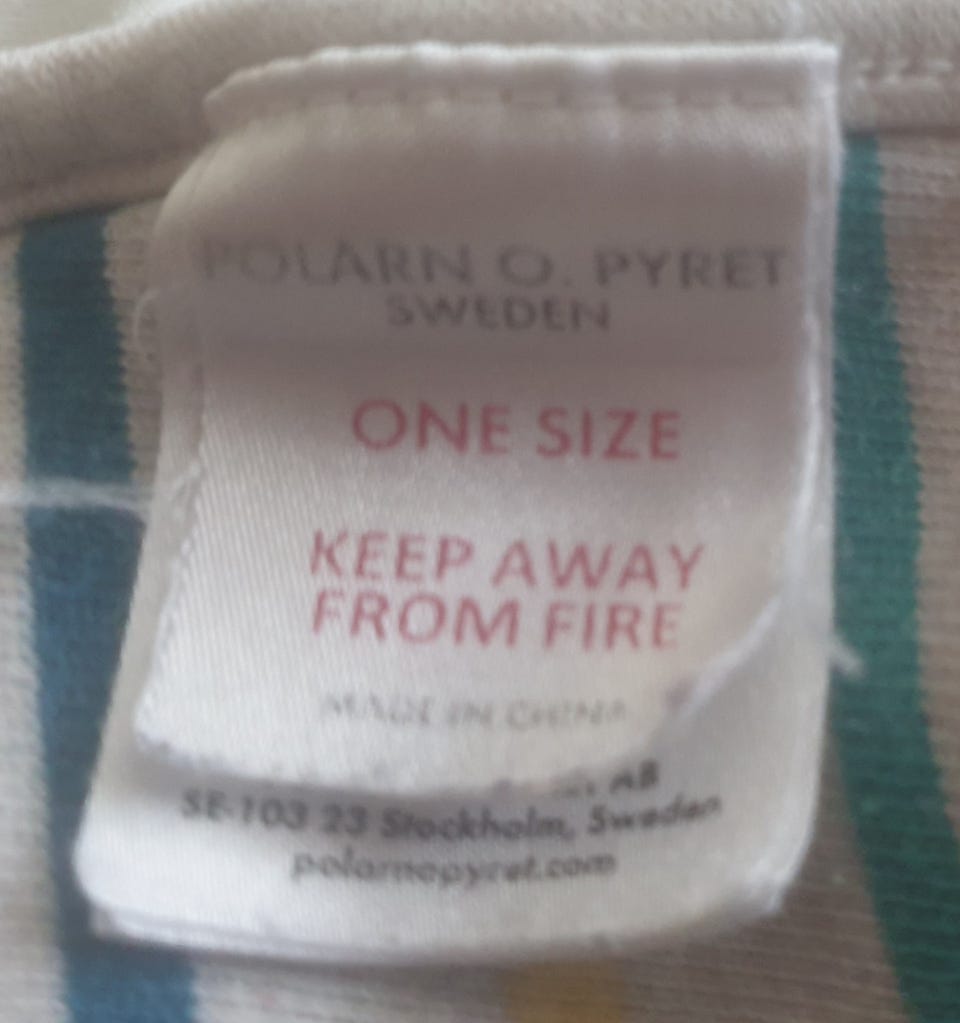 POLARN O. PYRET
SWEDEN
ONE SIZE
KEEP AWAY
FROM FIRE
MADE IN CHINA
AB
SE-103 23 Stockholm, Sweden
polarnopyret.com